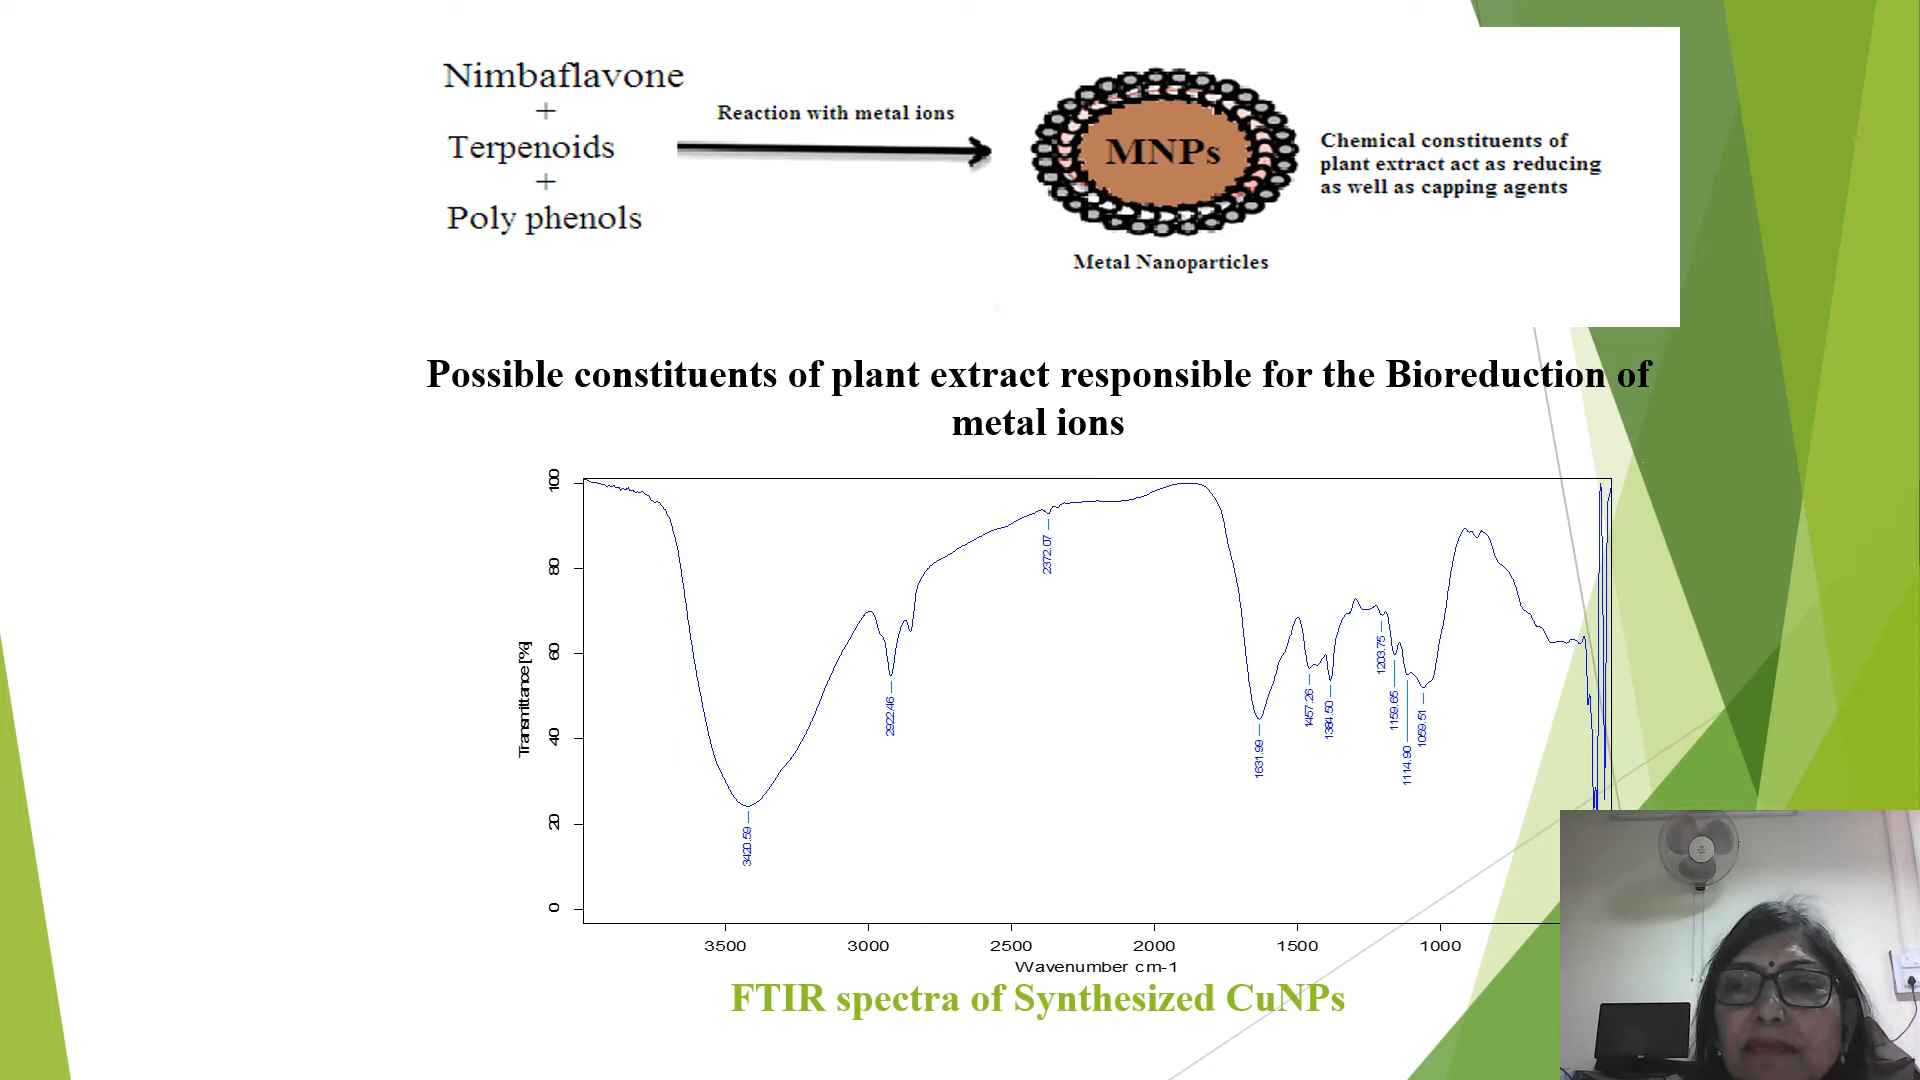 Nimbaflavone
+
Terpenoids
+
Poly phenols
Reaction with metal ions
MNPs
Metal Nanoparticles
Chemical constituents of
plant extract act as reducing
as well as capping agents
Possible constituents of plant extract responsible for the Bioreduction of
metal ions
100
80
60
40
20
0
Transmittance [%]
3420.59
2922.46
2372.07
1631.99
1457.26
1384.50
1203.75
1159.65
1114.90
1059.51
3500 3000 2500 2000 1500 1000
Wavenumber cm-1
FTIR spectra of Synthesized CuNPs